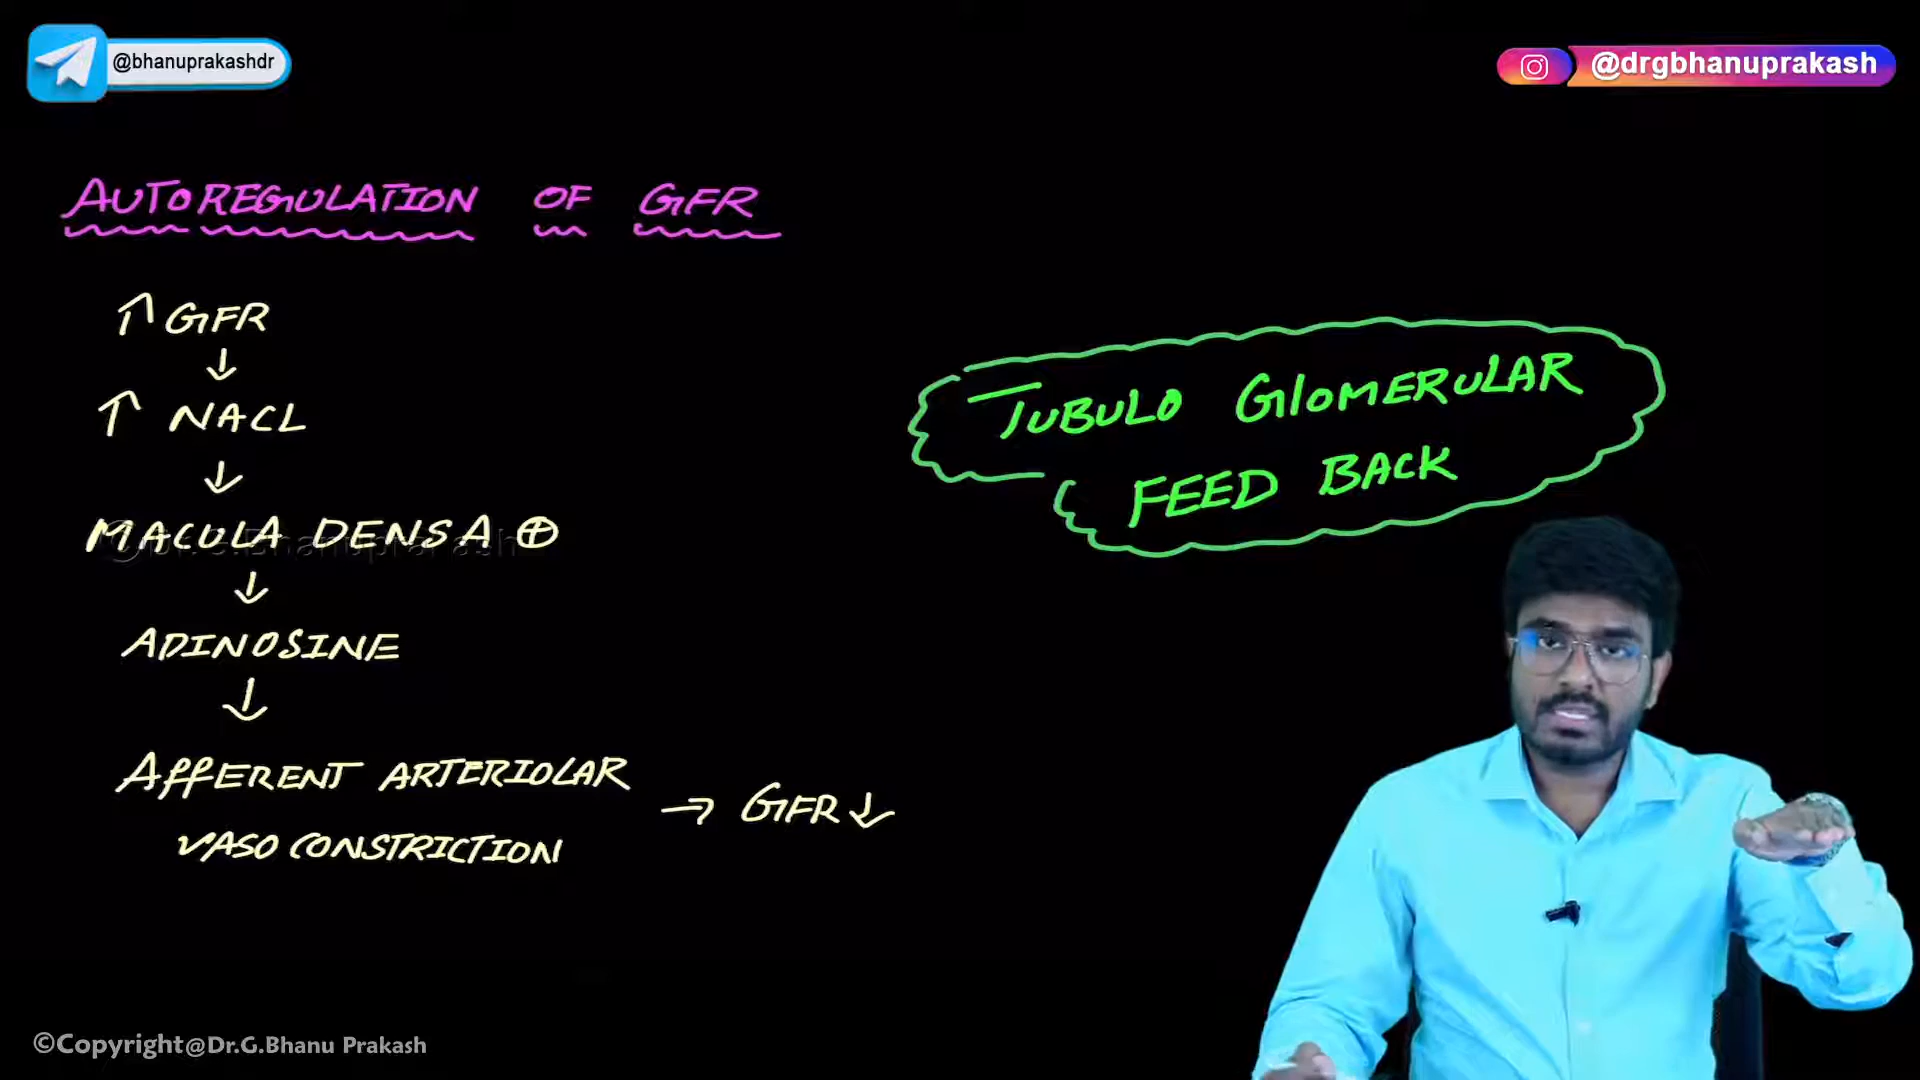 @bhanuprakashdr
@drgbhanuprakash
AUTOREGULATION OF GFR
↑ GFR
↓
↑ NACL
↓
MACULA DENSA ⊕
↓
ADINOSINE
↓
AFFERENT ARTERIOLAR
VASO CONSTRICTION
→ GFR ↓
TUBULO GlOMERULAR
FEED BACK
©Copyright@Dr.G.Bhanu Prakash